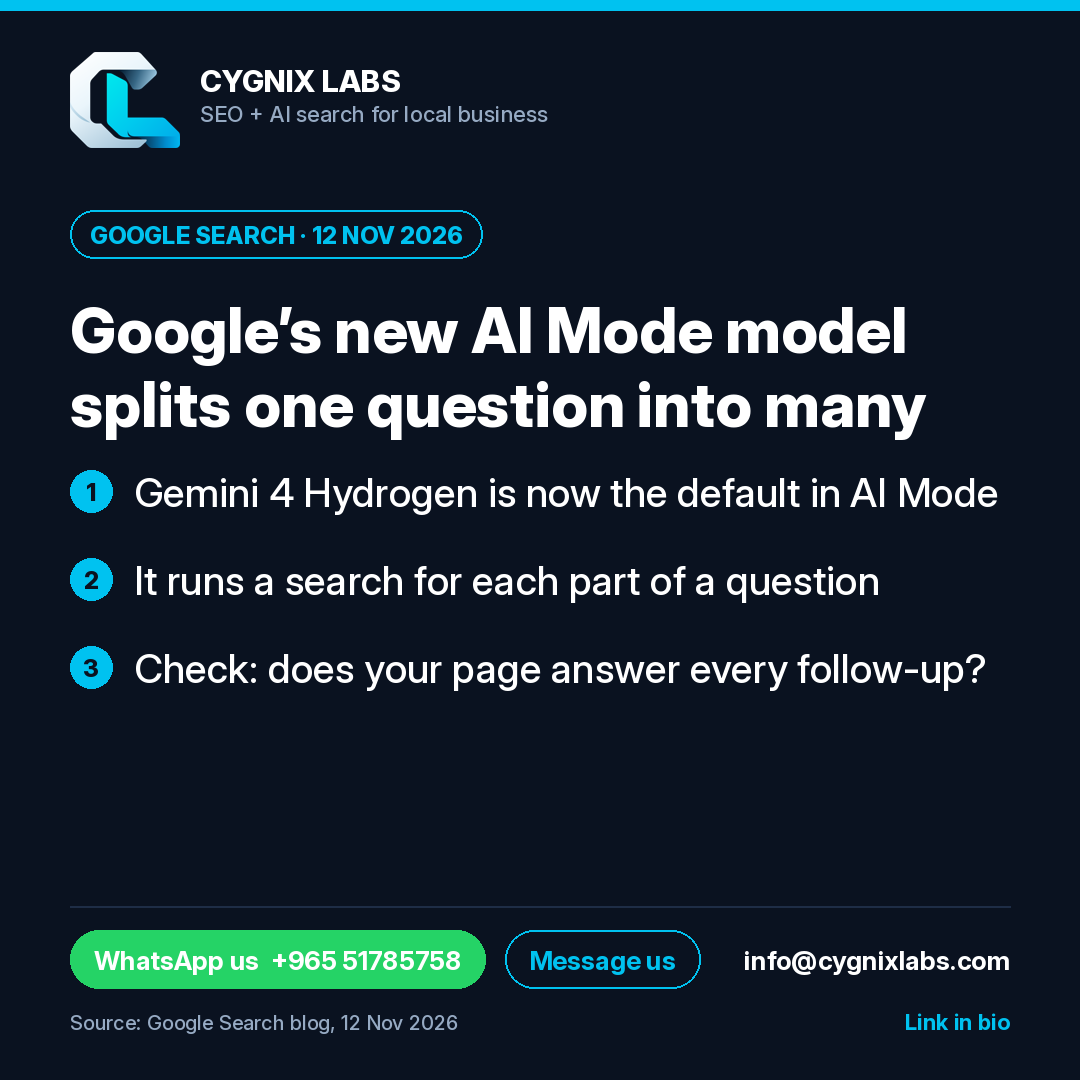 CYGNIX LABS
SEO + AI search for local business
GOOGLE SEARCH · 12 NOV 2026
Google’s new AI Mode model
splits one question into many
1 Gemini 4 Hydrogen is now the default in AI Mode
2 It runs a search for each part of a question
3 Check: does your page answer every follow-up?
WhatsApp us +965 51785758
Message us
info@cygnixlabs.com
Source: Google Search blog, 12 Nov 2026
Link in bio